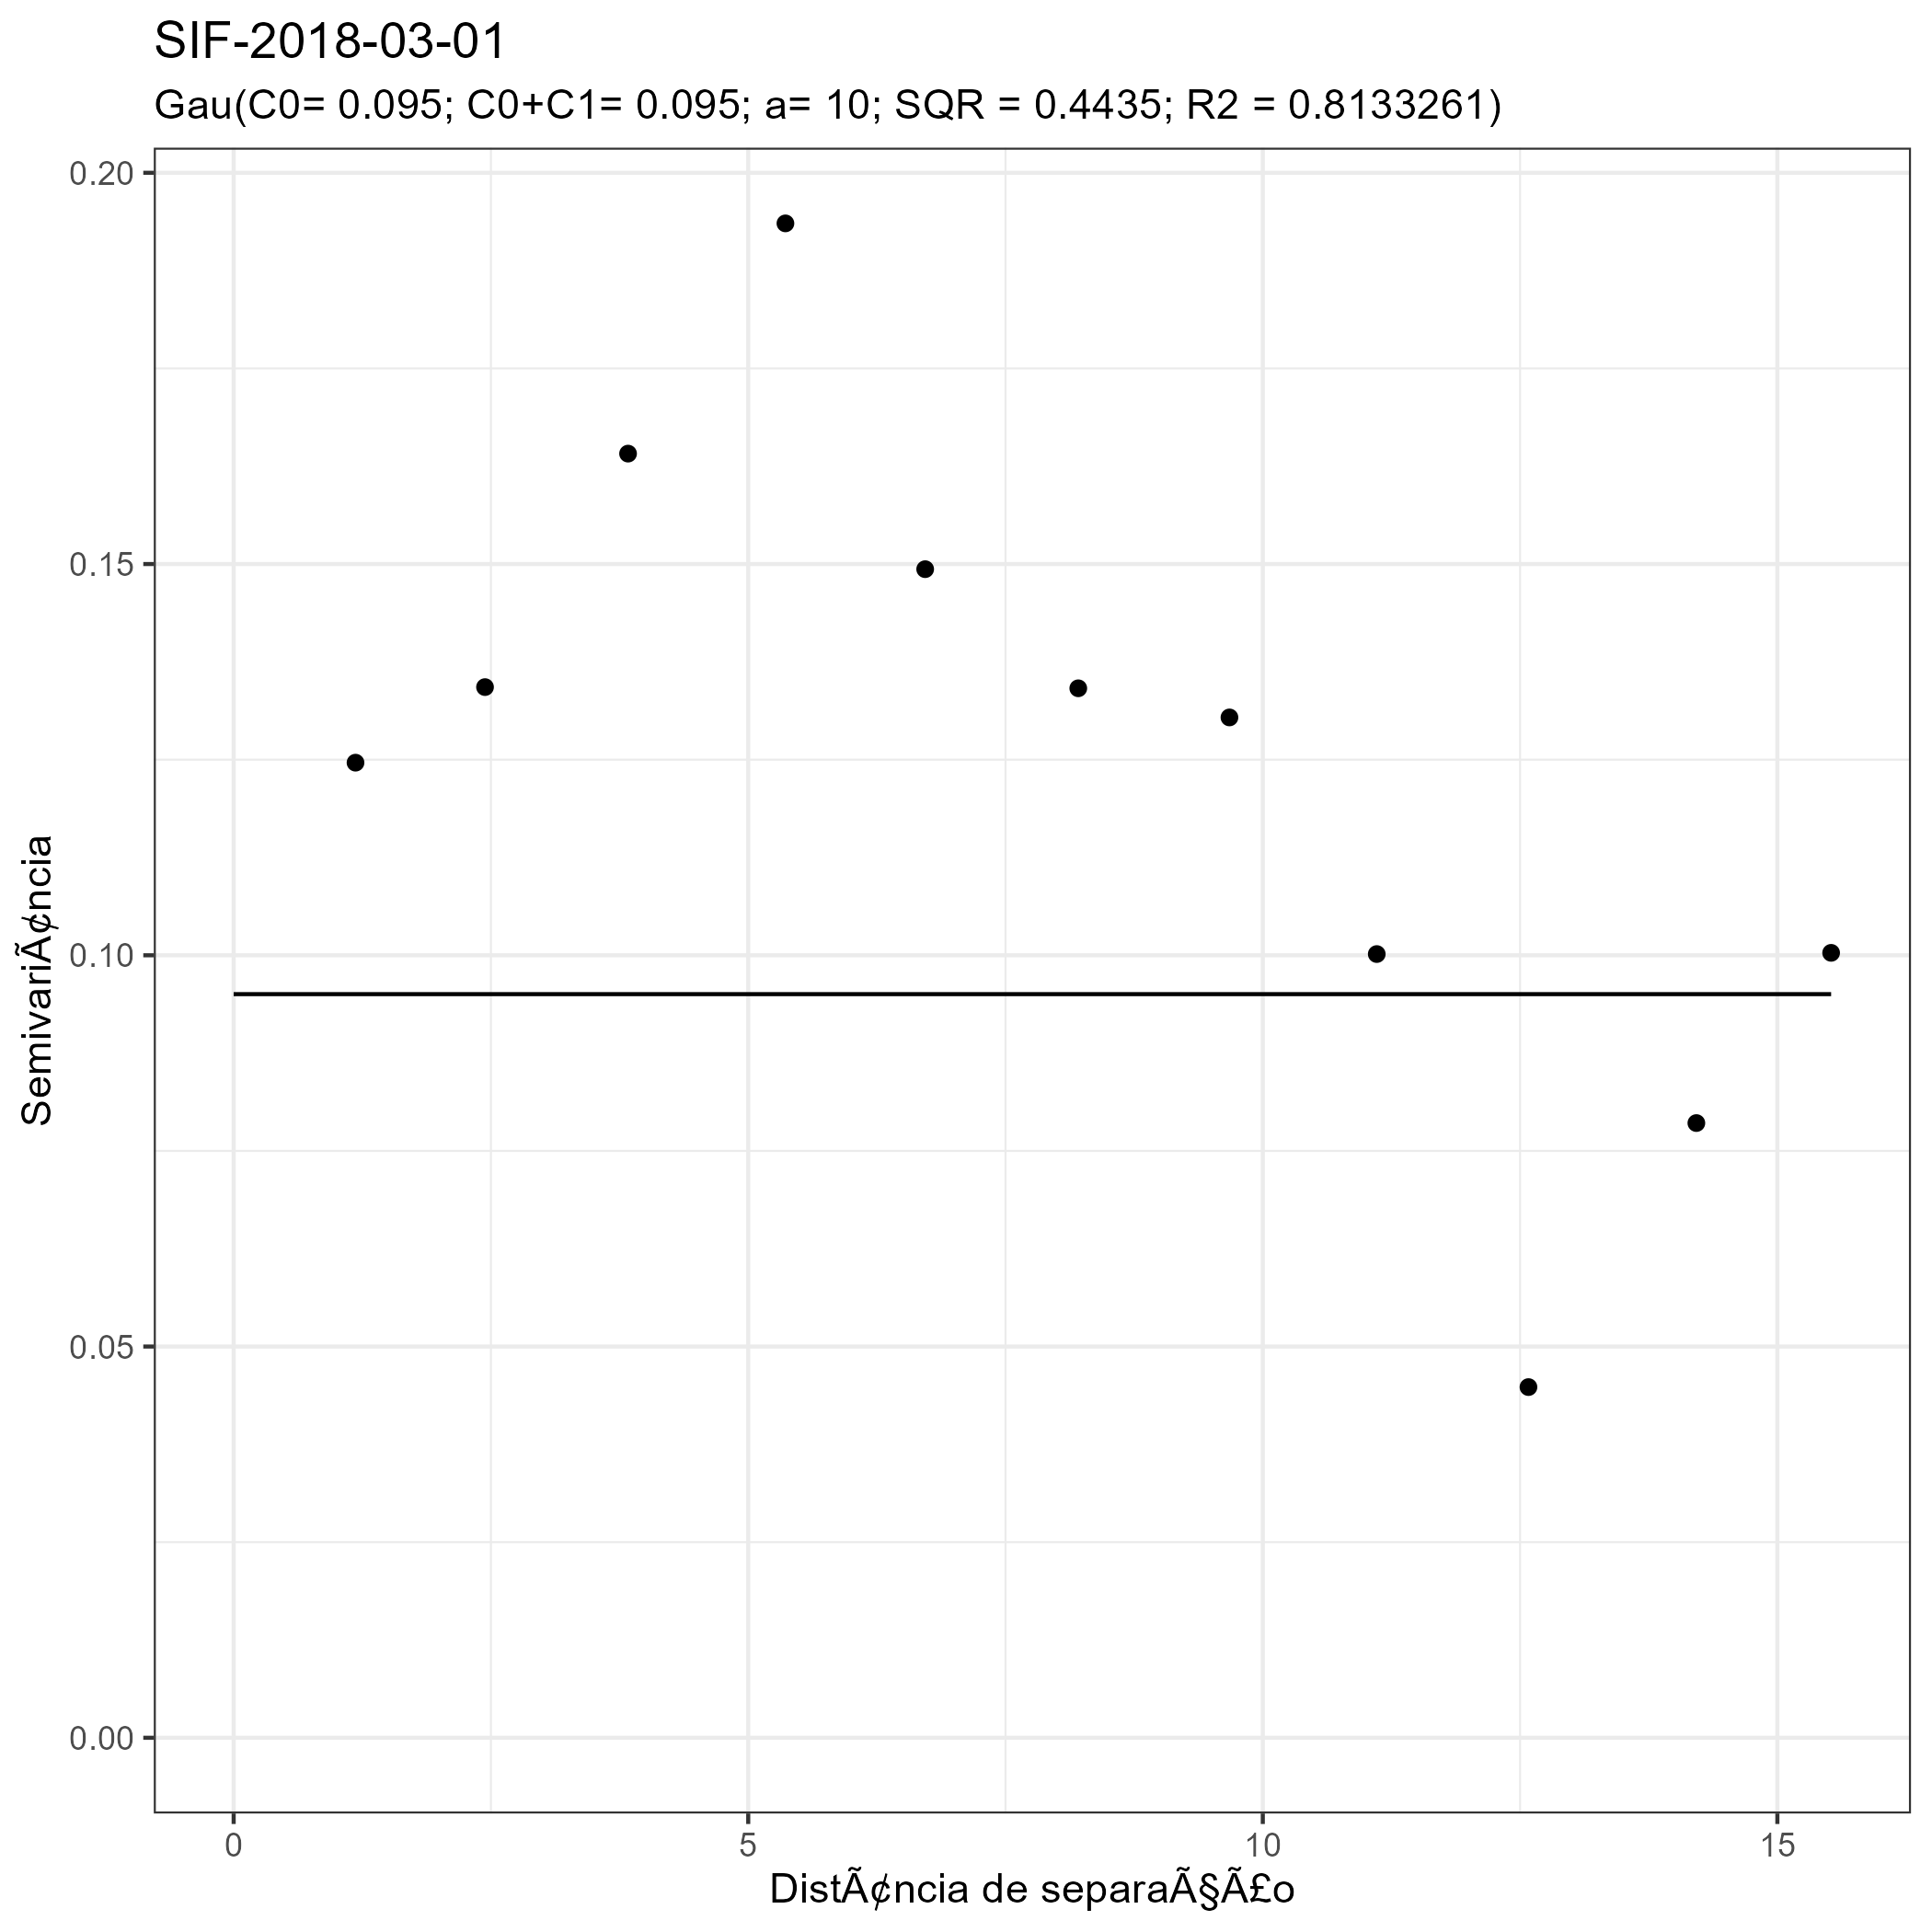 SIF-2018-03-01
Gau(C0= 0.095; C0+C1= 0.095; a= 10; SQR = 0.4435; R2 = 0.8133261)
0.20
0.15
0.10
0.05
0.00
SemivariÃ¢ncia
0
5
10
15
DistÃ¢ncia de separaÃ§Ã£o